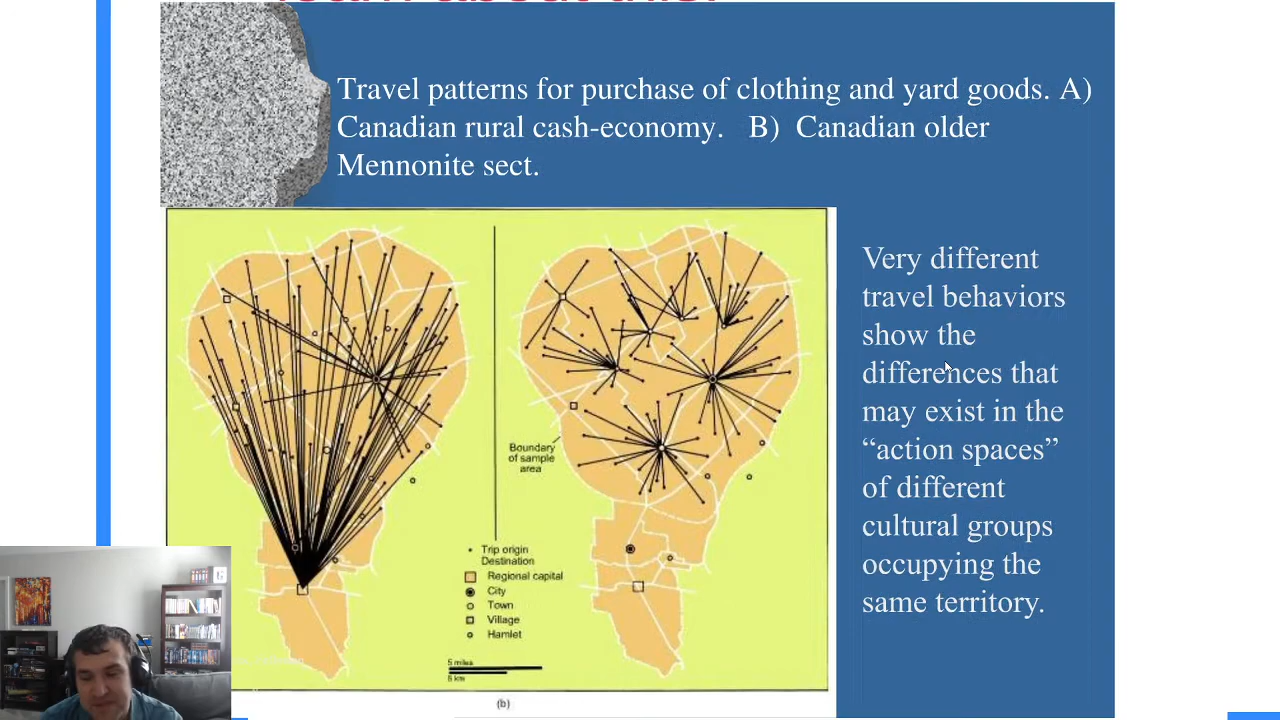 Travel patterns for purchase of clothing and yard goods. A)
Canadian rural cash-economy. B) Canadian older
Mennonite sect.
Very different
travel behaviors
show the
differences that
may exist in the
“action spaces”
of different
cultural groups
occupying the
same territory.
Boundary
of sample
area
Trip origin
Destination
Regional capital
City
Town
Village
Hamlet
5 miles
8 km
(b)